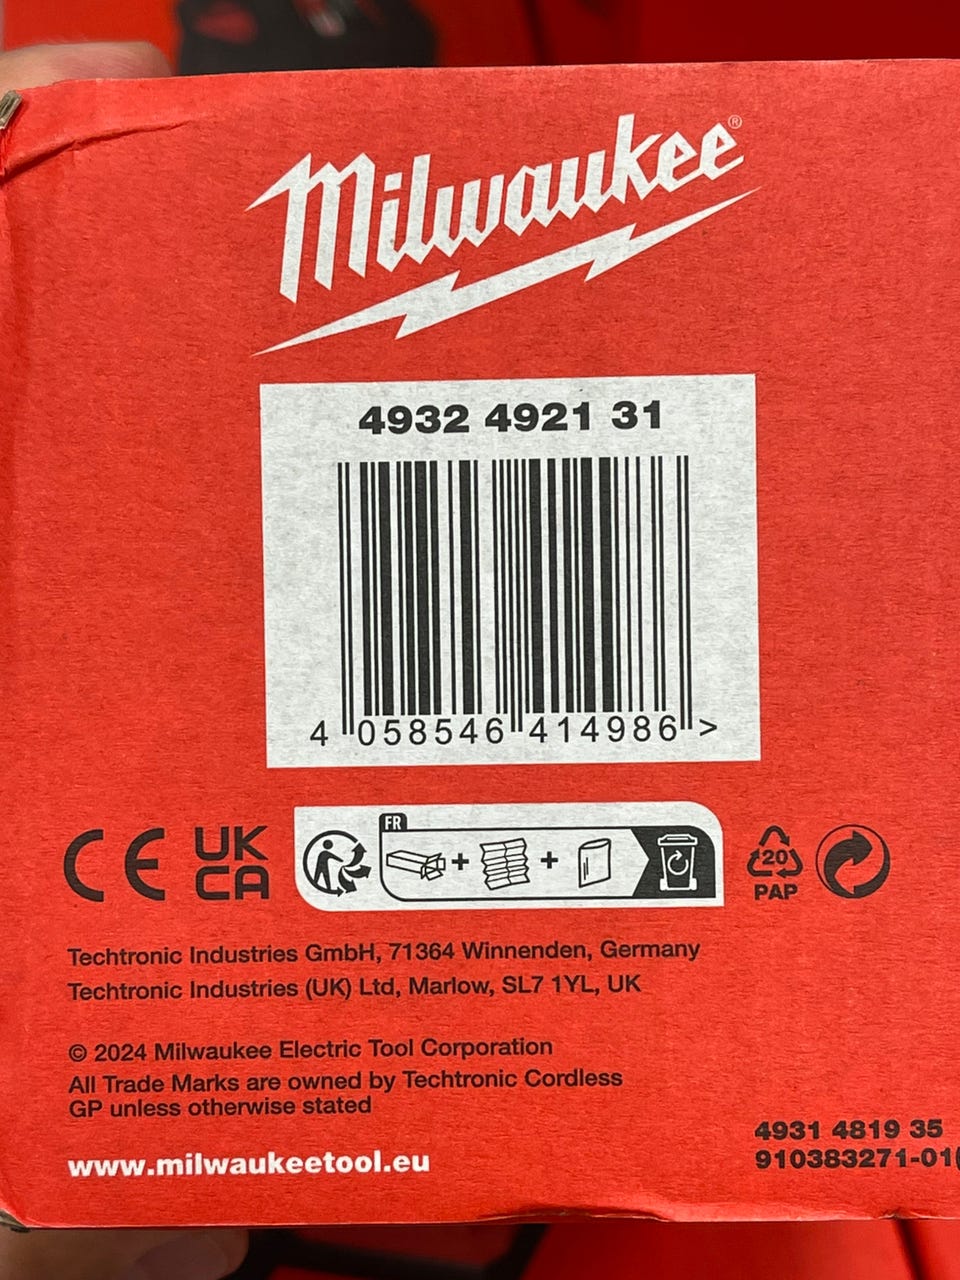 Milwaukee®
4932 4921 31
4 058546 414986 >
CE
UK
CA
FR
20
PAP
Techtronic Industries GmbH, 71364 Winnenden, Germany
Techtronic Industries (UK) Ltd, Marlow, SL7 1YL, UK
© 2024 Milwaukee Electric Tool Corporation
All Trade Marks are owned by Techtronic Cordless
GP unless otherwise stated
www.milwaukeetool.eu
4931 4819 35
910383271-01